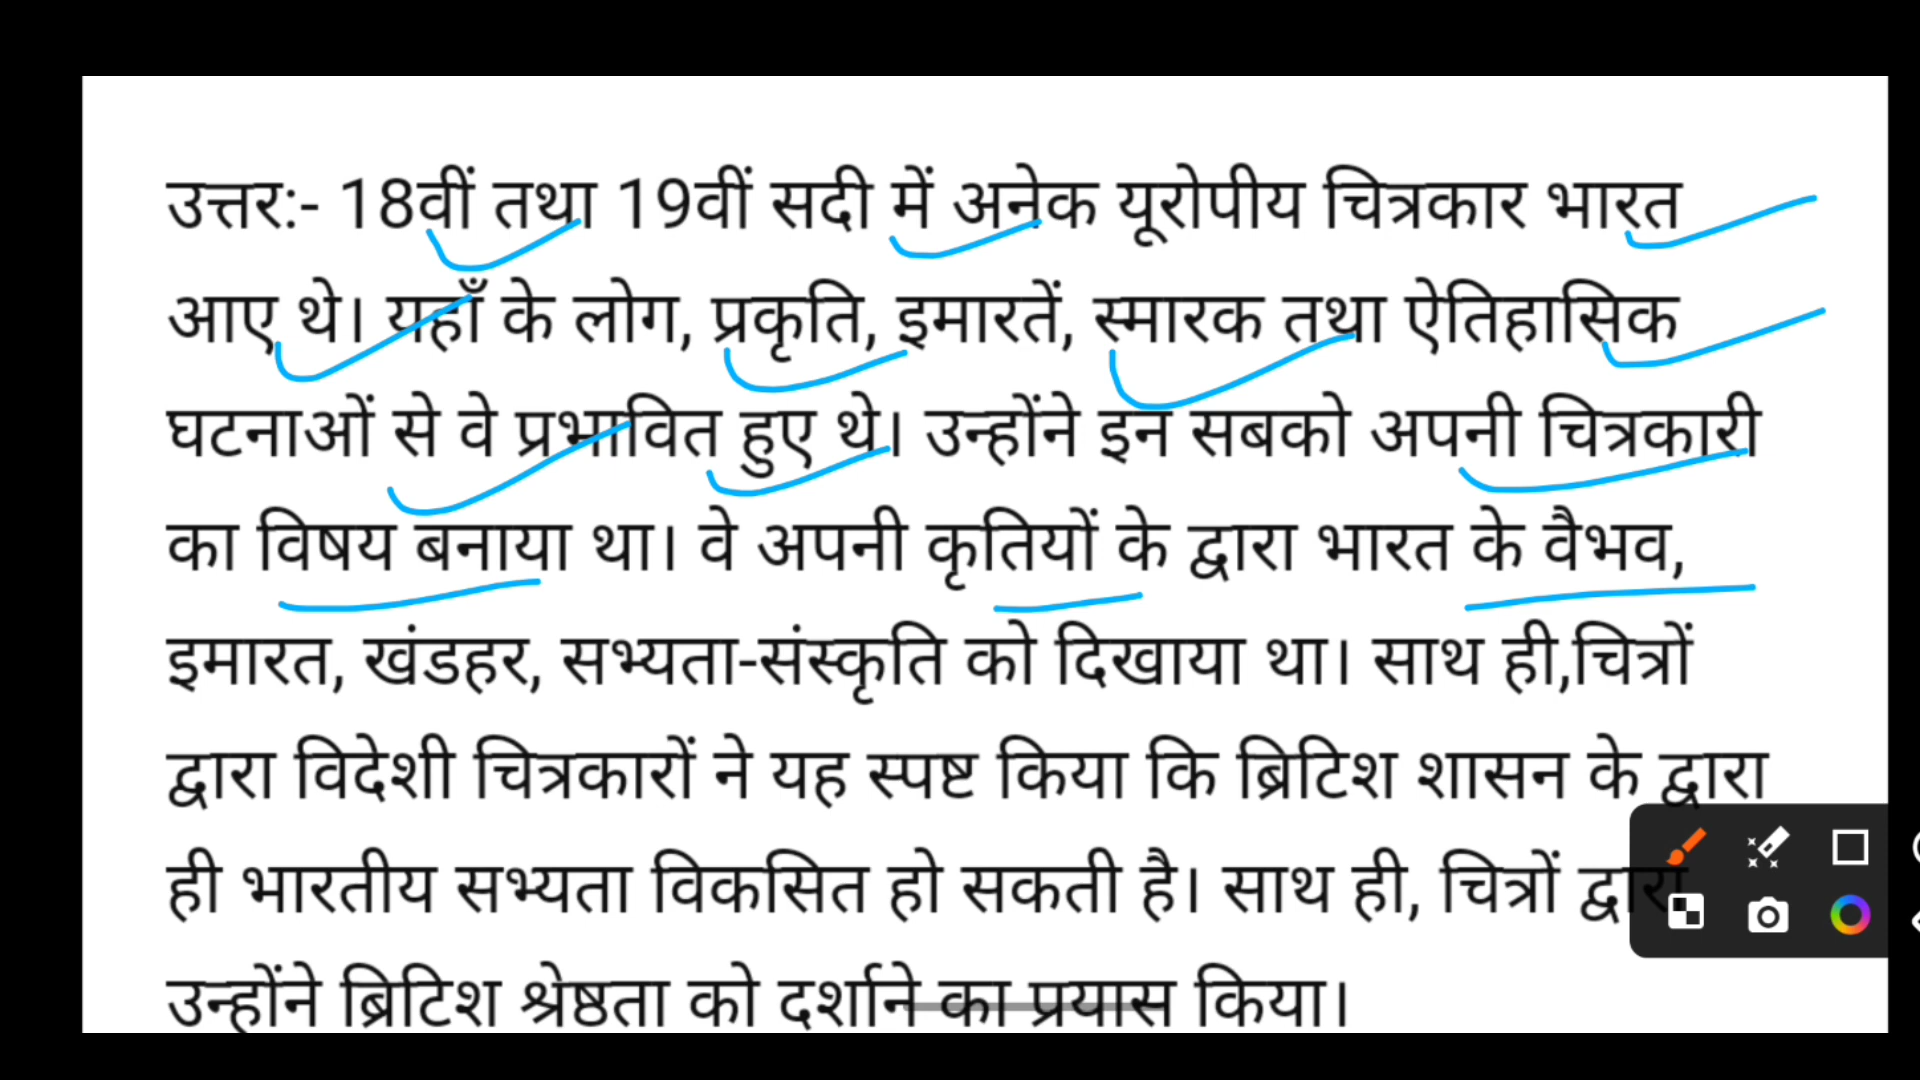 उत्तर:- 18वीं तथा 19वीं सदी में अनेक यूरोपीय चित्रकार भारत
आए थे। यहाँ के लोग, प्रकृति, इमारतें, स्मारक तथा ऐतिहासिक
घटनाओं से वे प्रभावित हुए थे। उन्होंने इन सबको अपनी चित्रकारी
का विषय बनाया था। वे अपनी कृतियों के द्वारा भारत के वैभव,
इमारत, खंडहर, सभ्यता-संस्कृति को दिखाया था। साथ ही,चित्रों
द्वारा विदेशी चित्रकारों ने यह स्पष्ट किया कि ब्रिटिश शासन के द्वारा
ही भारतीय सभ्यता विकसित हो सकती है। साथ ही, चित्रों द्वारा
उन्होंने ब्रिटिश श्रेष्ठता को दर्शाने का प्रयास किया।